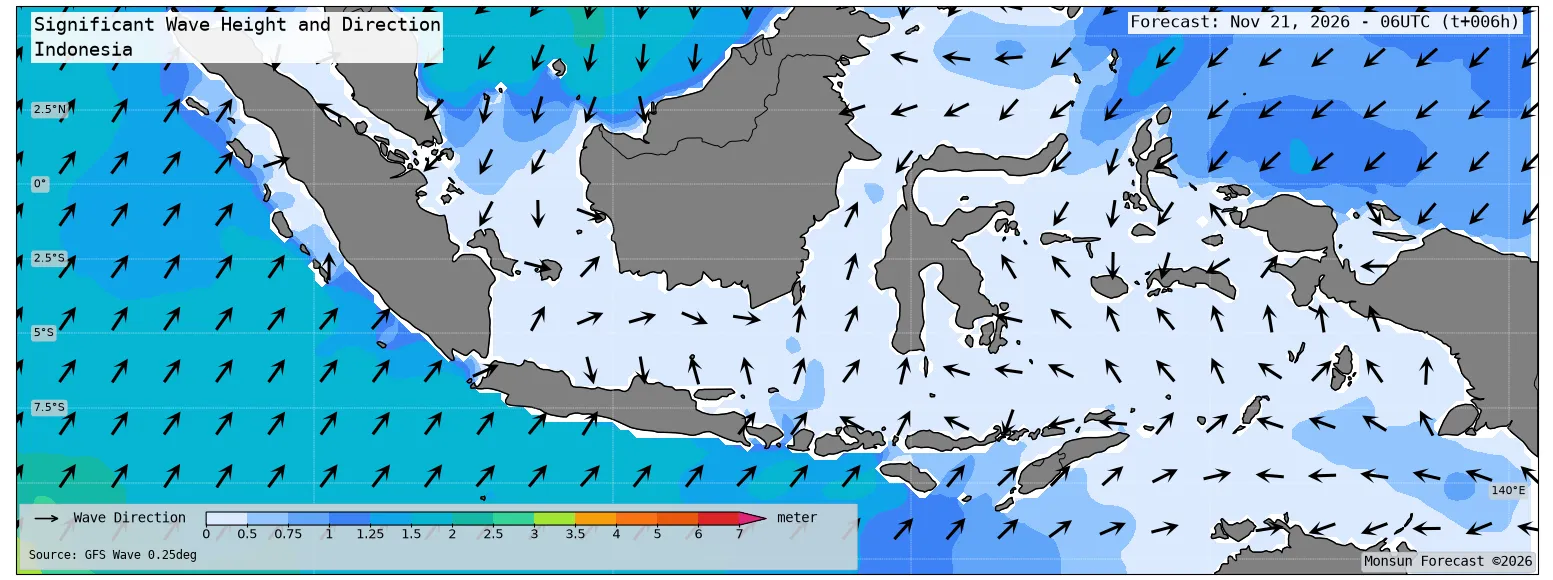 Significant Wave Height and Direction
Indonesia
Forecast: Nov 21, 2026 - 06UTC (t+006h)
2.5°N
0°
2.5°S
5°S
7.5°S
140°E
Wave Direction
meter
0 0.5 0.75 1 1.25 1.5 2 2.5 3 3.5 4 5 6 7
Source: GFS Wave 0.25deg
Monsun Forecast ©2026